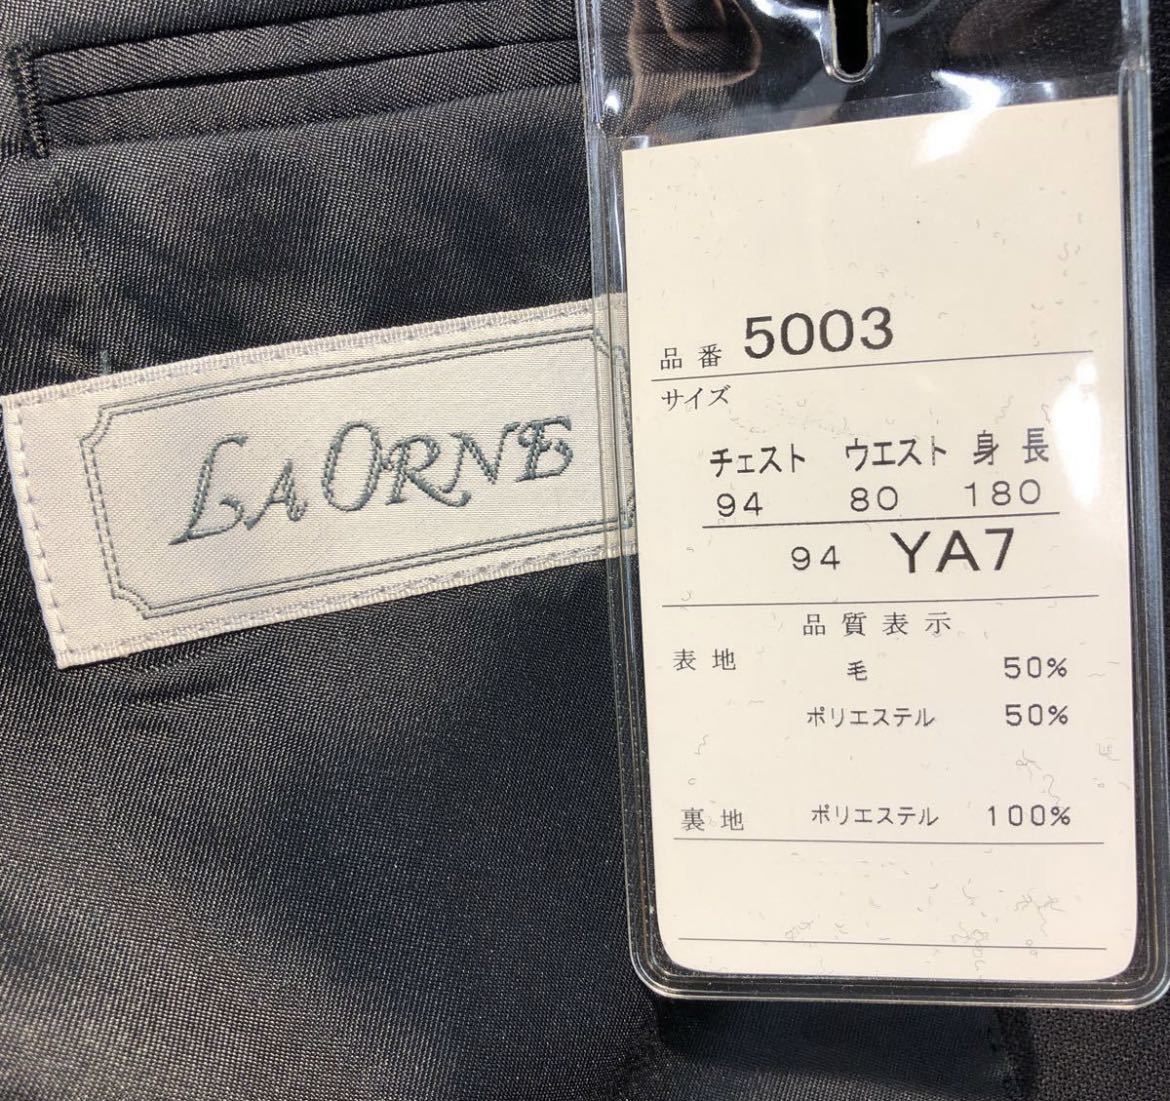 LA ORNE
品番 5003
サイズ
チェスト ウエスト 身長
94 80 180
94 YA7
品質表示
表地 毛 50%
ポリエステル 50%
裏地 ポリエステル 100%